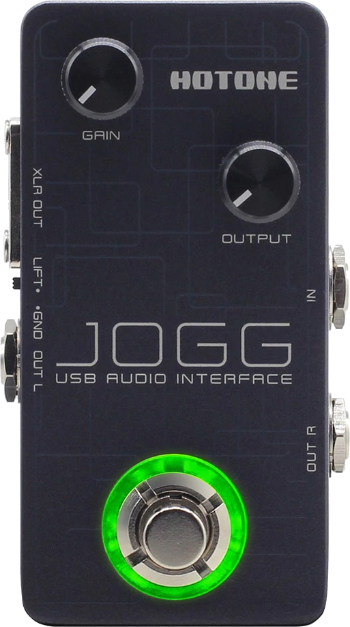 HOTONE
GAIN
OUTPUT
XLR OUT
LIFT• •GND
OUT L
IN
JOGG
USB AUDIO INTERFACE
OUT R